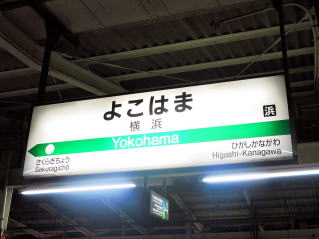 よこはま
浜
横浜
Yokohama
さくらぎちょう
Sakuragichō
ひがしかながわ
Higashi-Kanagawa